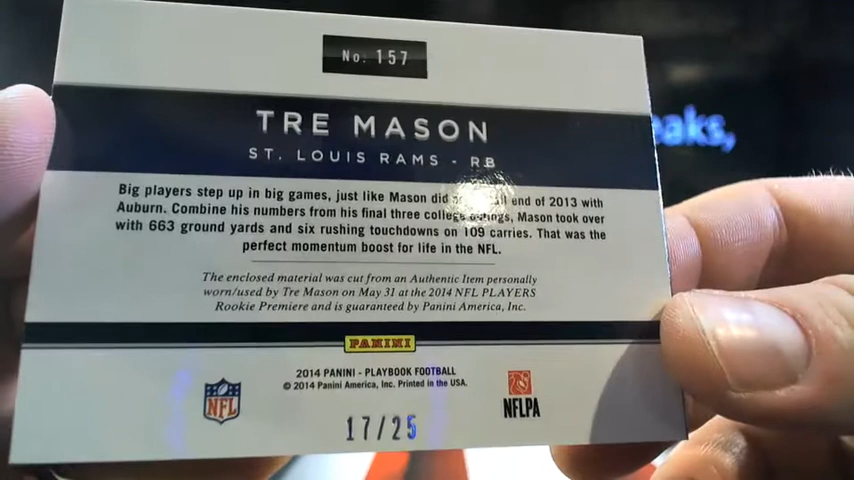 No: 157
TRE MASON
ST. LOUIS RAMS - RB
Big players step up in big games, just like Mason did end of 2013 with
Auburn. Combine his numbers from his final three college outings, Mason took over
with 663 ground yards and six rushing touchdowns on 109 carries. That was the
perfect momentum boost for life in the NFL.
The enclosed material was cut from an Authentic Item personally
worn/used by Tre Mason on May 31 at the 2014 NFL PLAYERS
Rookie Premiere and is guaranteed by Panini America, Inc.
PANINI
2014 PANINI - PLAYBOOK FOOTBALL
© 2014 Panini America, Inc. Printed in USA.
NFL
NFLPA
17/25
eaks,